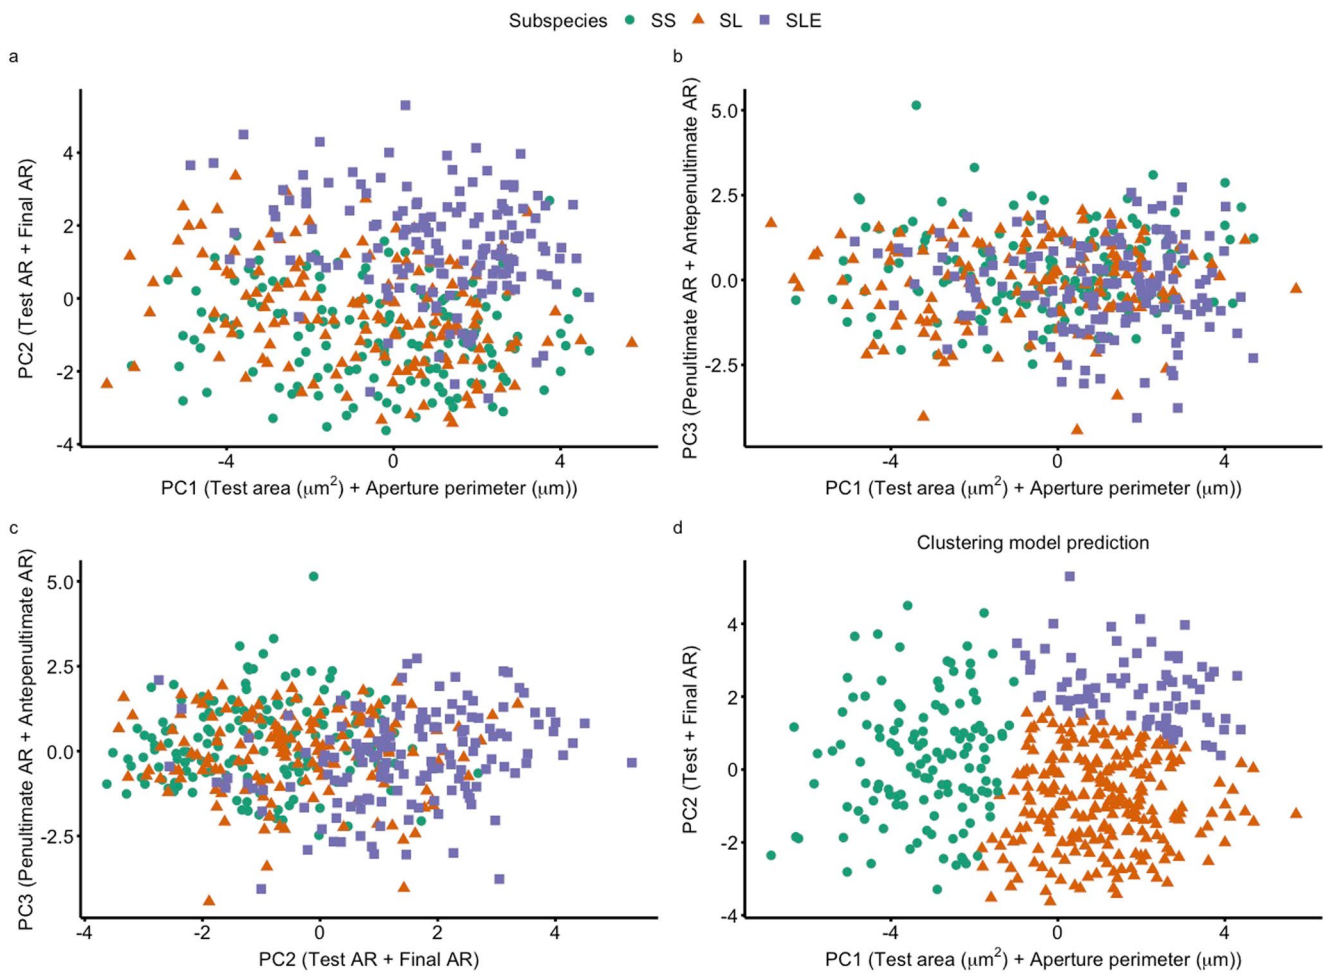 Subspecies SS SL SLE
a
PC2 (Test AR + Final AR)
4
2
0
-2
-4
-4 0 4
PC1 (Test area (μm²) + Aperture perimeter (μm))
b
PC3 (Penultimate AR + Antepenultimate AR)
5.0
2.5
0.0
-2.5
-4 0 4
PC1 (Test area (μm²) + Aperture perimeter (μm))
c
PC3 (Penultimate AR + Antepenultimate AR)
5.0
2.5
0.0
-2.5
-4 -2 0 2 4
PC2 (Test AR + Final AR)
d
Clustering model prediction
PC2 (Test + Final AR)
4
2
0
-2
-4
-4 0 4
PC1 (Test area (μm²) + Aperture perimeter (μm))